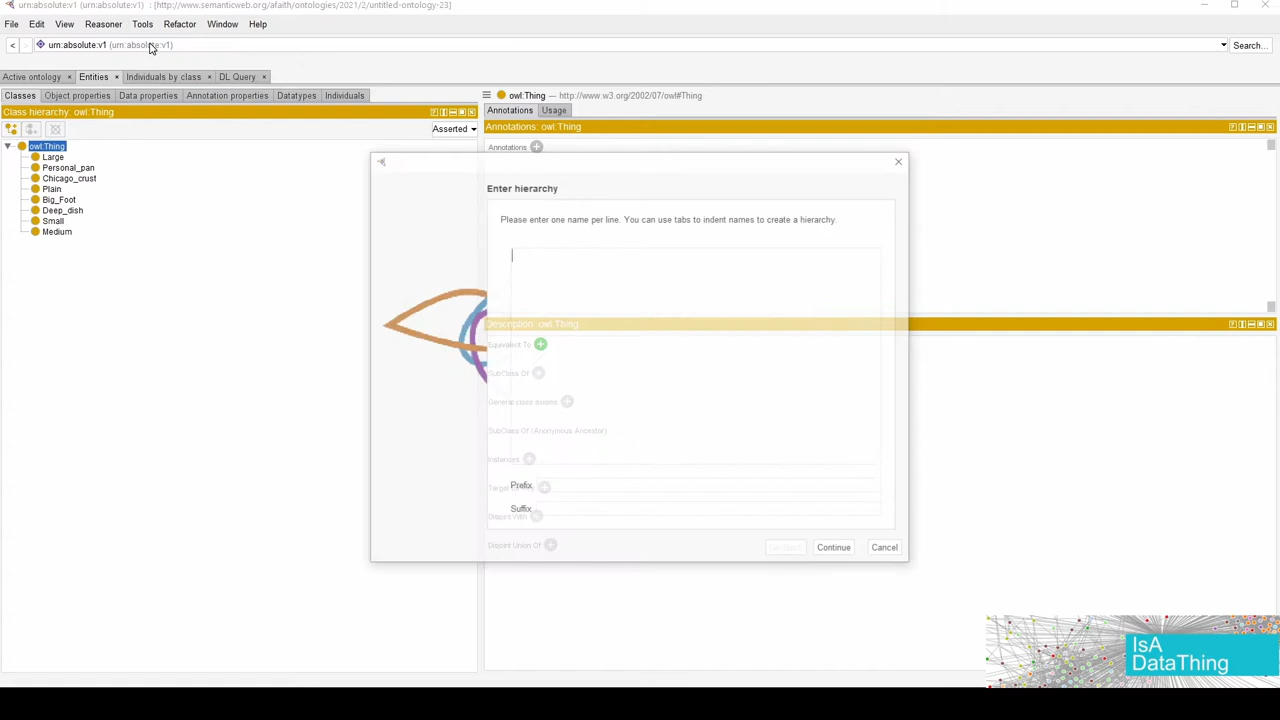 urn:absolute:v1 (urn:absolute:v1) : [http://www.semanticweb.org/afaith/ontologies/2021/2/untitled-ontology-23]
File Edit View Reasoner Tools Refactor Window Help
< > urn:absolute:v1 (urn:absolute:v1) Search...
Active ontology × Entities × Individuals by class × DL Query ×
Classes Object properties Data properties Annotation properties Datatypes Individuals
Class hierarchy: owl:Thing
Asserted
owl:Thing
Large
Personal_pan
Chicago_crust
Plain
Big_Foot
Deep_dish
Small
Medium
owl:Thing — http://www.w3.org/2002/07/owl#Thing
Annotations Usage
Annotations: owl:Thing
Annotations
Enter hierarchy
Please enter one name per line. You can use tabs to indent names to create a hierarchy.
Description: owl:Thing
Equivalent To
SubClass Of
General class axioms
SubClass Of (Anonymous Ancestor)
Instances
Target
Prefix
Suffix
Disjoint With
Disjoint Union Of
Go Back Continue Cancel
IsA
DataThing